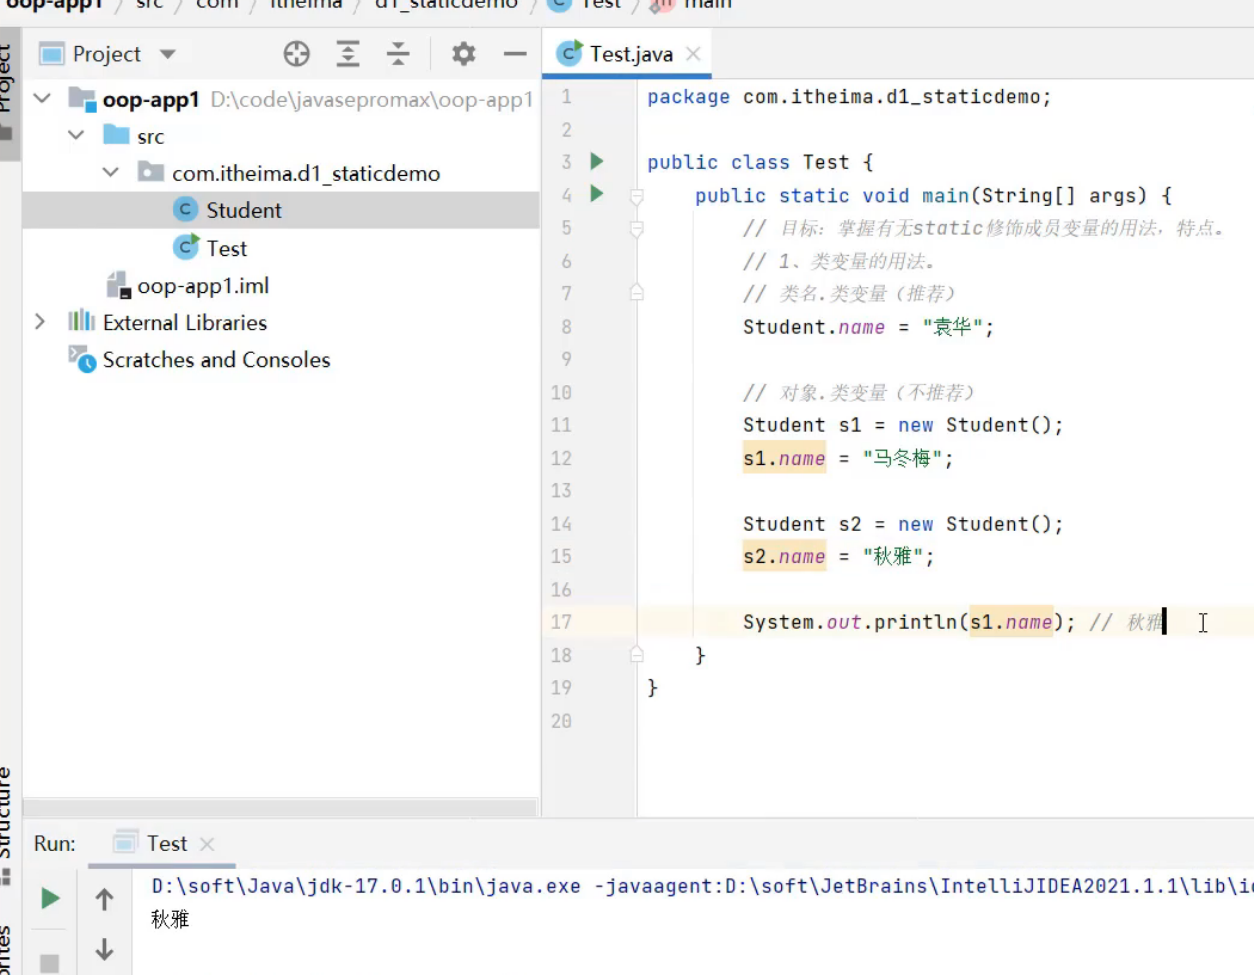 oop-app1 / src / com / itheima / d1_staticdemo / Test / main
Project
Project
Test.java
oop-app1 D:\code\javasepromax\oop-app1
src
com.itheima.d1_staticdemo
Student
Test
oop-app1.iml
External Libraries
Scratches and Consoles
1 package com.itheima.d1_staticdemo;
2
3 public class Test {
4 public static void main(String[] args) {
5 // 目标：掌握有无static修饰成员变量的用法，特点。
6 // 1、类变量的用法。
7 // 类名.类变量（推荐）
8 Student.name = "袁华";
9
10 // 对象.类变量（不推荐）
11 Student s1 = new Student();
12 s1.name = "马冬梅";
13
14 Student s2 = new Student();
15 s2.name = "秋雅";
16
17 System.out.println(s1.name); // 秋雅
18 }
19 }
20
Structure
Run: Test
D:\soft\Java\jdk-17.0.1\bin\java.exe -javaagent:D:\soft\JetBrains\IntelliJIDEA2021.1.1\lib\
秋雅